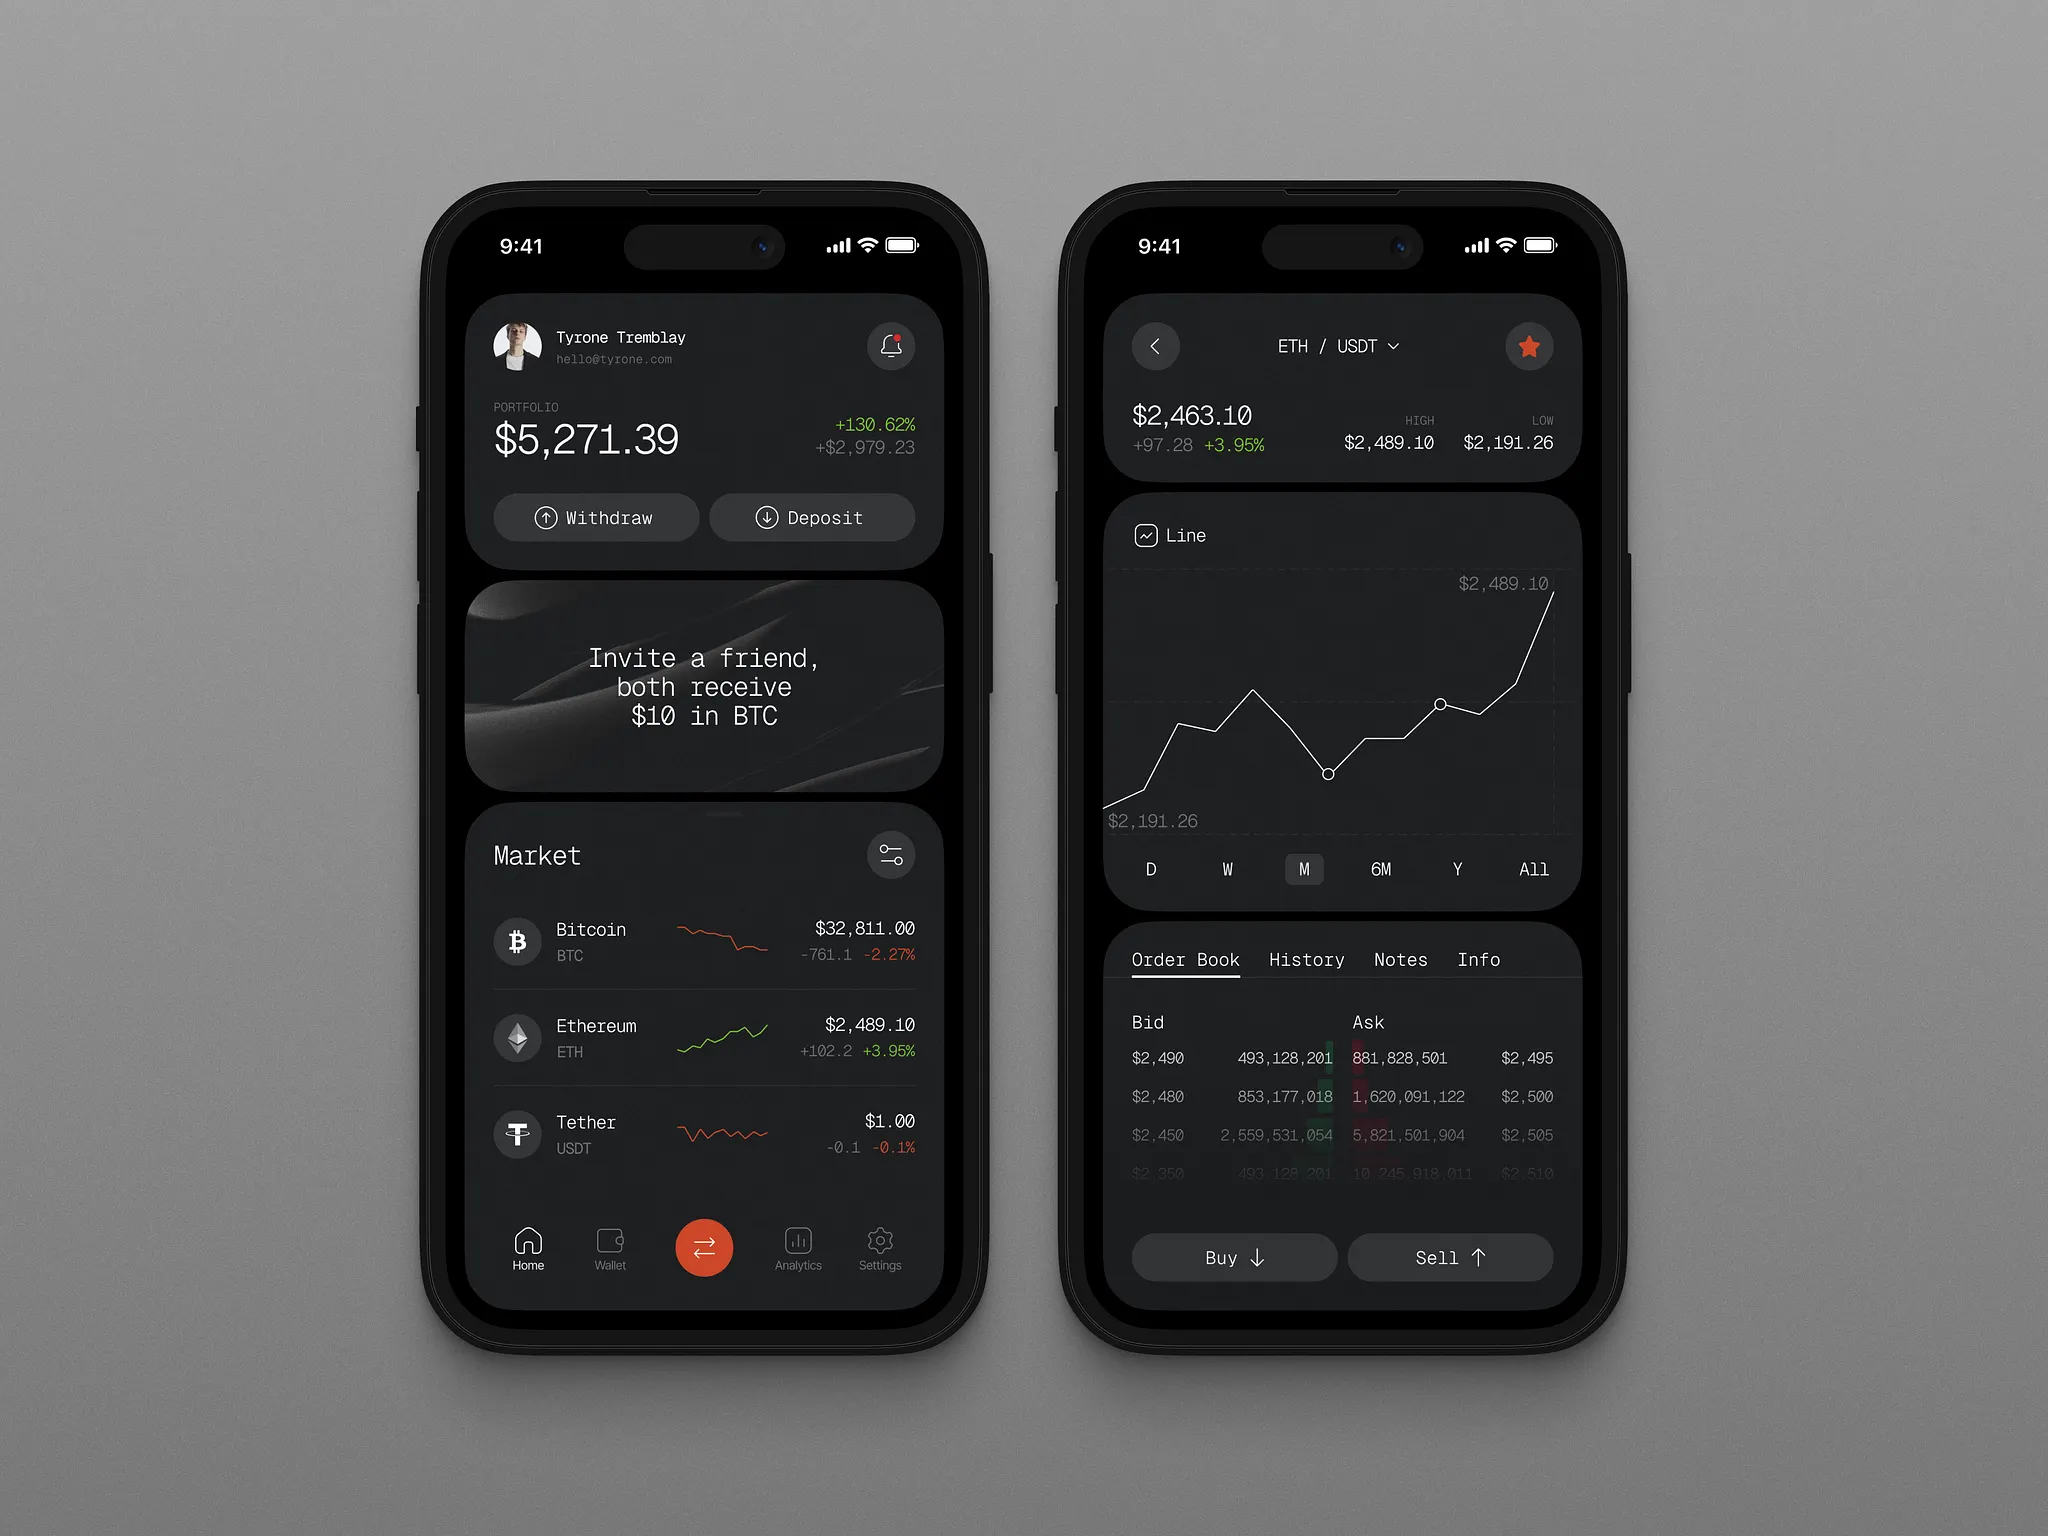 9:41
Tyrone Tremblay
hello@tyrone.com
PORTFOLIO
$5,271.39
+130.62%
+$2,979.23
Withdraw
Deposit
Invite a friend,
both receive
$10 in BTC
Market
Bitcoin
BTC
$32,811.00
-761.1 -2.27%
Ethereum
ETH
$2,489.10
+102.2 +3.95%
Tether
USDT
$1.00
-0.1 -0.1%
Home
Wallet
Analytics
Settings
9:41
ETH / USDT
$2,463.10
+97.28 +3.95%
HIGH
$2,489.10
LOW
$2,191.26
Line
$2,489.10
$2,191.26
D W M 6M Y All
Order Book History Notes Info
Bid Ask
$2,490 493,128,201 881,828,501 $2,495
$2,480 853,177,018 1,620,091,122 $2,500
$2,450 2,559,531,054 5,821,501,904 $2,505
$2,350 493,128,201 10,245,918,011 $2,510
Buy
Sell